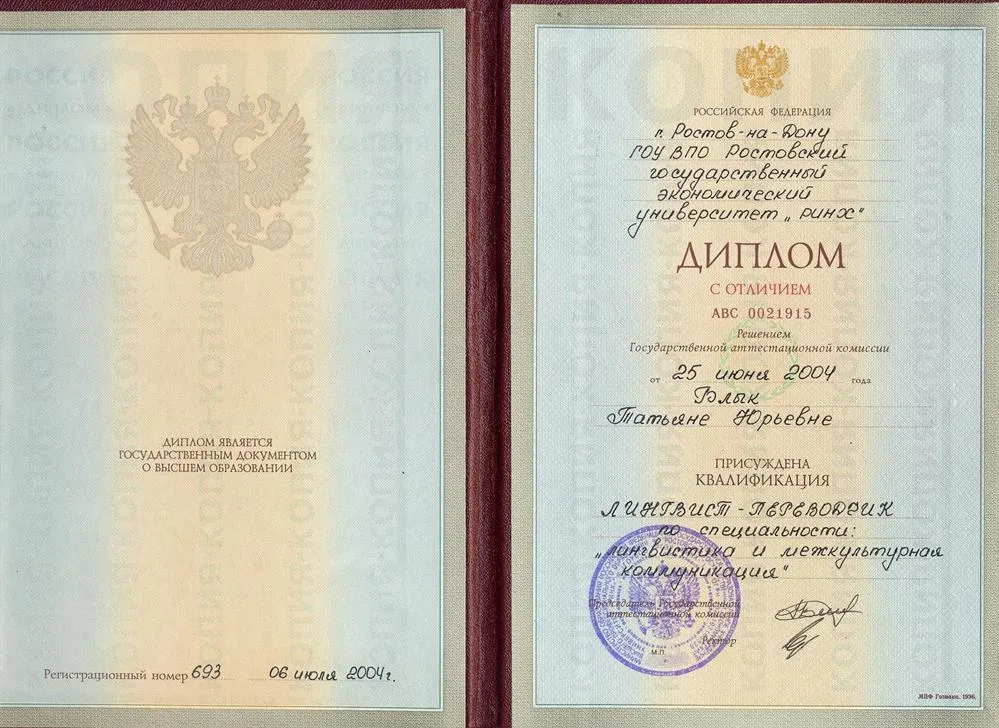 ДИПЛОМ ЯВЛЯЕТСЯ
ГОСУДАРСТВЕННЫМ ДОКУМЕНТОМ
О ВЫСШЕМ ОБРАЗОВАНИИ
Регистрационный номер 693 06 июля 2004г.
РОССИЙСКАЯ ФЕДЕРАЦИЯ
г. Ростов-на-Дону
ГОУ ВПО Ростовский
государственный
экономический
университет „РИНХ"
ДИПЛОМ
С ОТЛИЧИЕМ
АВС 0021915
Решением
Государственной аттестационной комиссии
от 25 июня 2004 года
Блык
Татьяне Юрьевне
ПРИСУЖДЕНА
КВАЛИФИКАЦИЯ
ЛИНГВИСТ-ПЕРЕВОДЧИК
по специальности:
„лингвистика и межкультурная
коммуникация"
Председатель Государственной
аттестационной комиссии
Ректор
М.П.
МПФ Гознака. 1996.